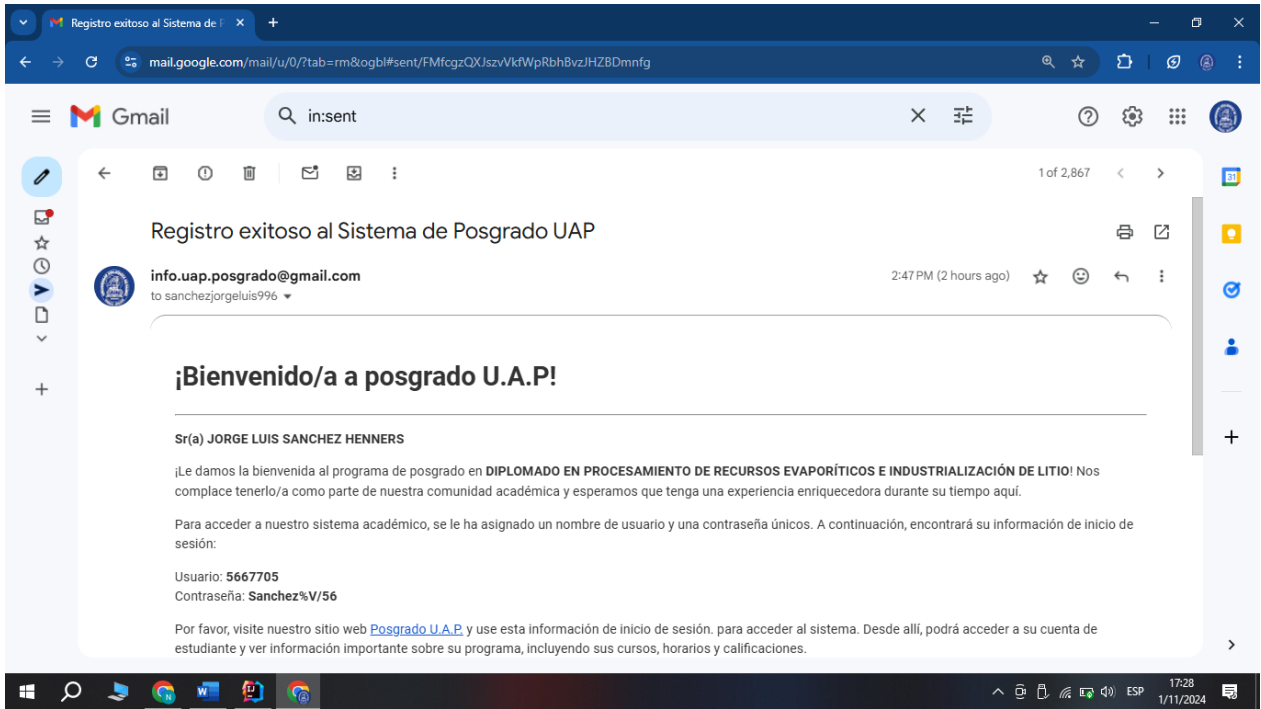 Registro exitoso al Sistema de P
mail.google.com/mail/u/0/?tab=rm&ogbl#sent/FMfcgzQXJszvVkfWpRbhBvzJHZBDmnfg
Gmail
in:sent
1 of 2,867
31
Registro exitoso al Sistema de Posgrado UAP
info.uap.posgrado@gmail.com
2:47 PM (2 hours ago)
to sanchezjorgeluis996
¡Bienvenido/a a posgrado U.A.P!
Sr(a) JORGE LUIS SANCHEZ HENNERS
¡Le damos la bienvenida al programa de posgrado en DIPLOMADO EN PROCESAMIENTO DE RECURSOS EVAPORÍTICOS E INDUSTRIALIZACIÓN DE LITIO! Nos
complace tenerlo/a como parte de nuestra comunidad académica y esperamos que tenga una experiencia enriquecedora durante su tiempo aquí.
Para acceder a nuestro sistema académico, se le ha asignado un nombre de usuario y una contraseña únicos. A continuación, encontrará su información de inicio de
sesión:
Usuario: 5667705
Contraseña: Sanchez%V/56
Por favor, visite nuestro sitio web Posgrado U.A.P. y use esta información de inicio de sesión. para acceder al sistema. Desde allí, podrá acceder a su cuenta de
estudiante y ver información importante sobre su programa, incluyendo sus cursos, horarios y calificaciones.
ESP
17:28
1/11/2024